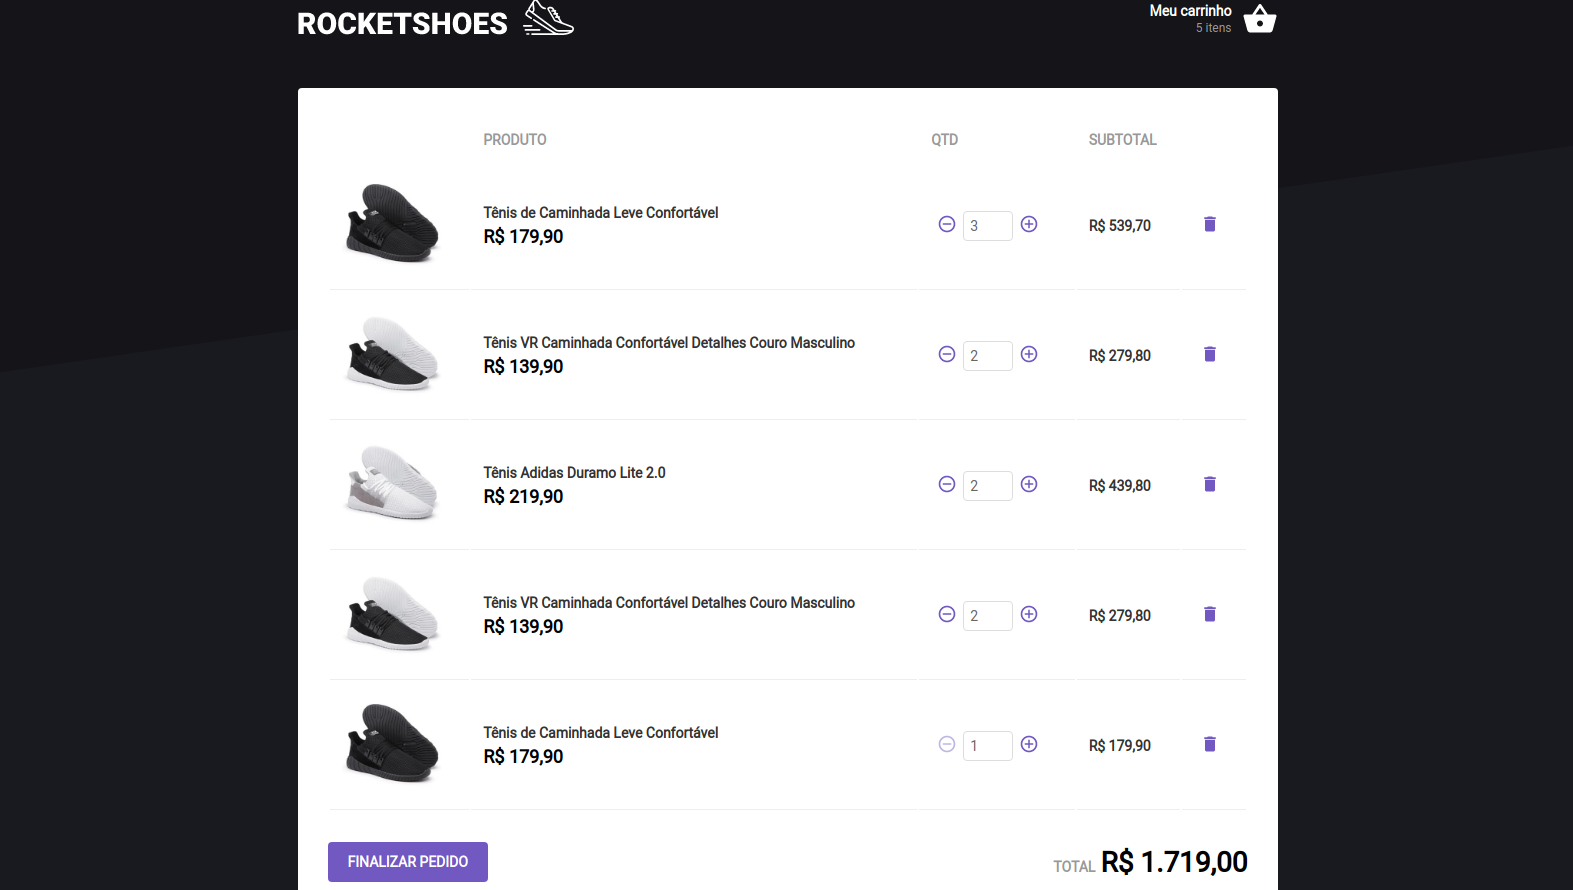 ROCKETSHOES
Meu carrinho
5 itens
PRODUTO QTD SUBTOTAL
Tênis de Caminhada Leve Confortável
R$ 179,90
3
R$ 539,70
Tênis VR Caminhada Confortável Detalhes Couro Masculino
R$ 139,90
2
R$ 279,80
Tênis Adidas Duramo Lite 2.0
R$ 219,90
2
R$ 439,80
Tênis VR Caminhada Confortável Detalhes Couro Masculino
R$ 139,90
2
R$ 279,80
Tênis de Caminhada Leve Confortável
R$ 179,90
1
R$ 179,90
FINALIZAR PEDIDO
TOTAL R$ 1.719,00